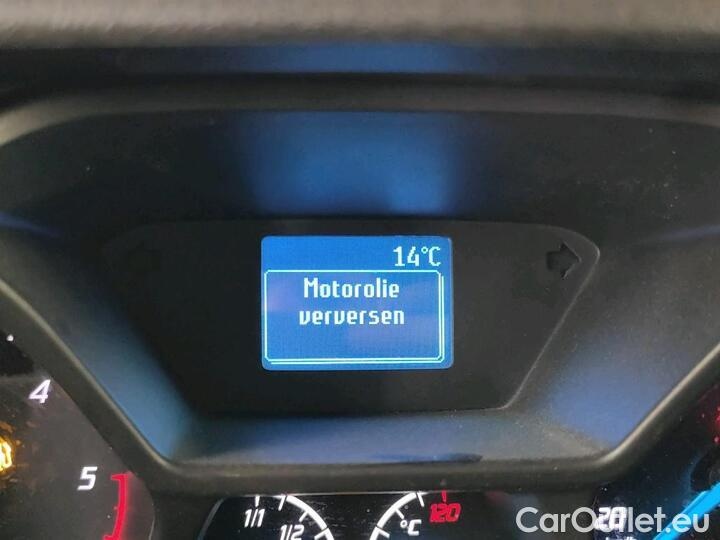 14°C
Motorolie
verversen
4
5
1/1
1/2
°C
120
CarOutlet.eu